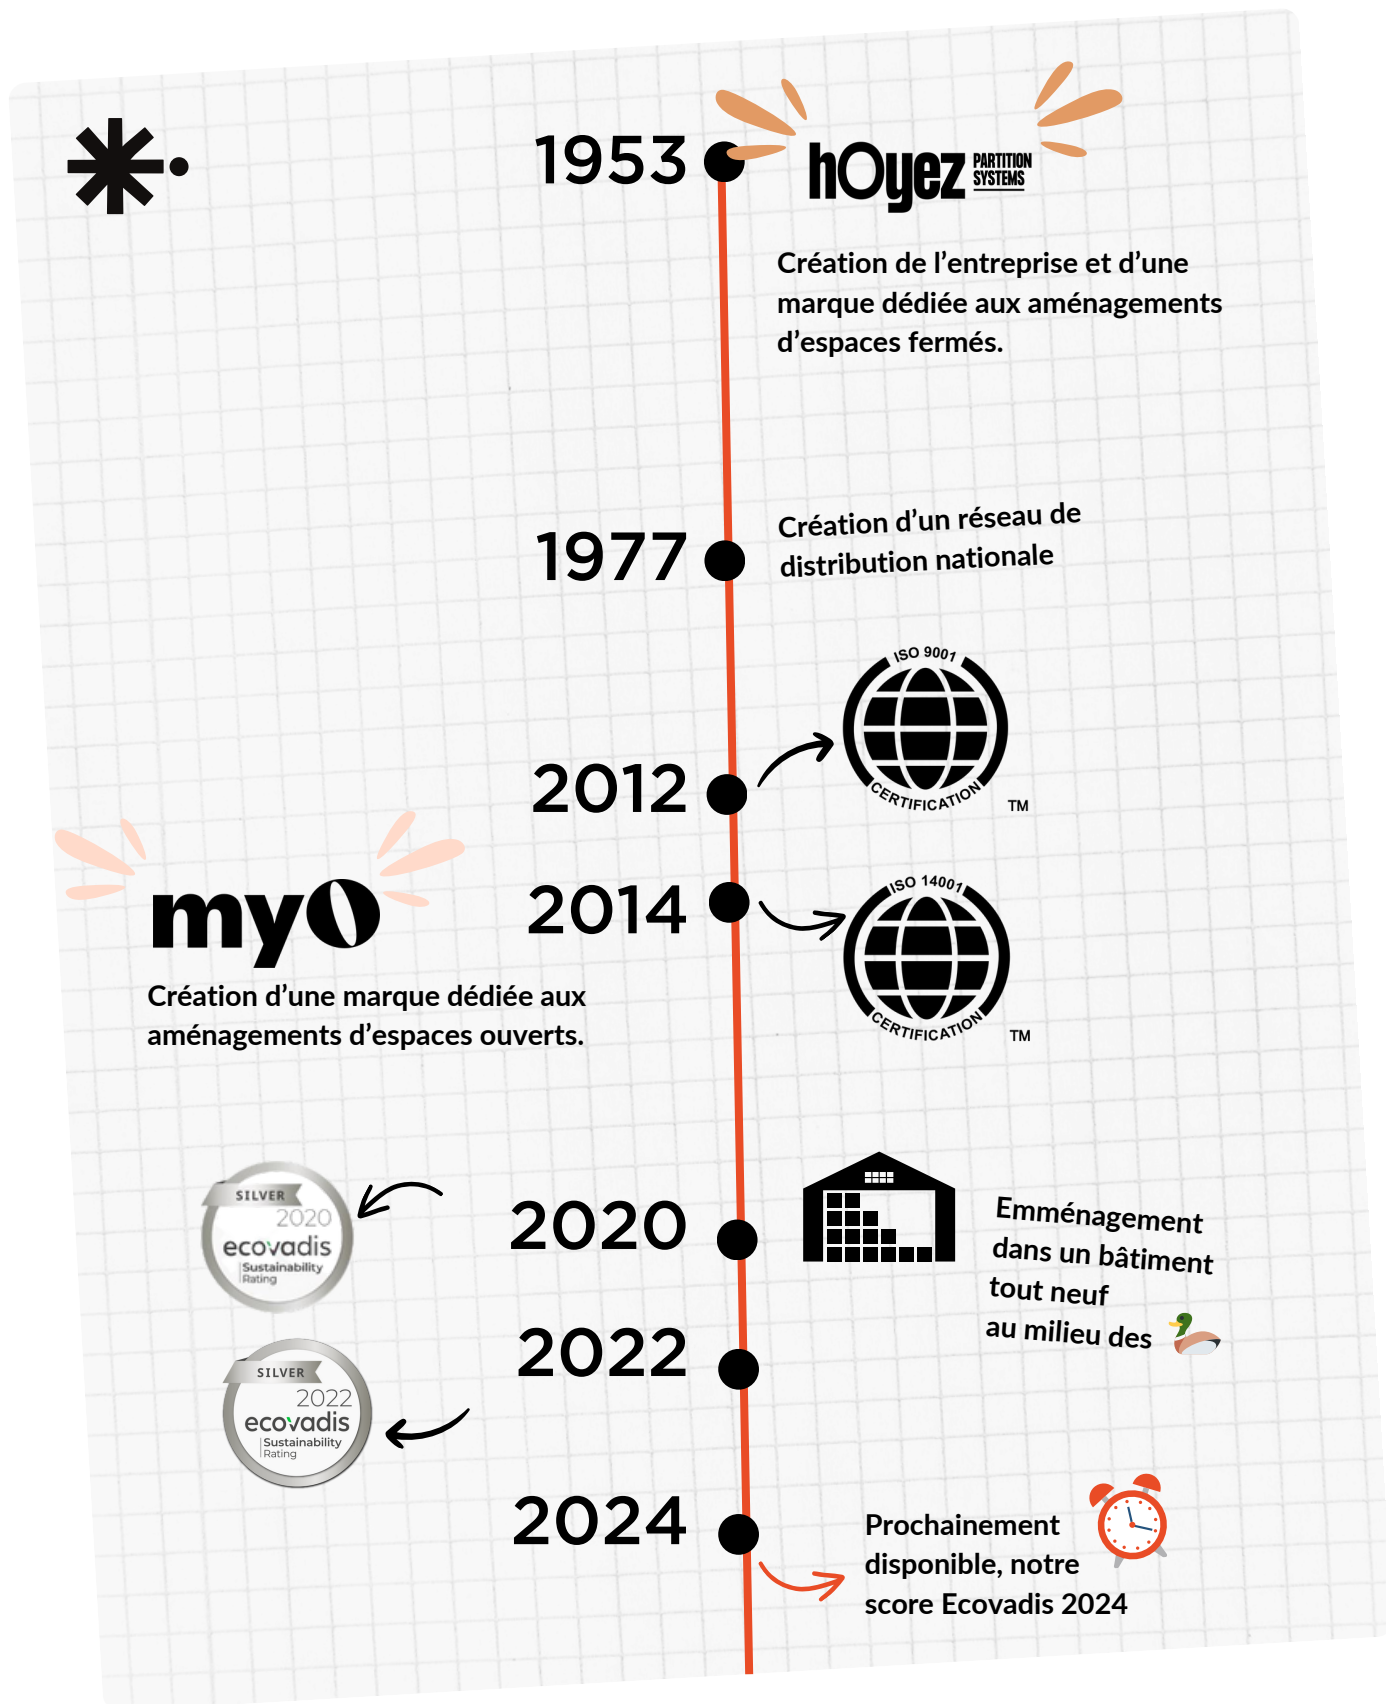 1953
hOyez PARTITION
SYSTEMS
Création de l’entreprise et d’une
marque dédiée aux aménagements
d’espaces fermés.
1977
Création d’un réseau de
distribution nationale
2012
ISO 9001
CERTIFICATION
TM
2014
ISO 14001
CERTIFICATION
TM
myO
Création d’une marque dédiée aux
aménagements d’espaces ouverts.
2020
SILVER
2020
ecovadis
Sustainability
Rating
Emménagement
dans un bâtiment
tout neuf
au milieu des
2022
SILVER
2022
ecovadis
Sustainability
Rating
2024
Prochainement
disponible, notre
score Ecovadis 2024